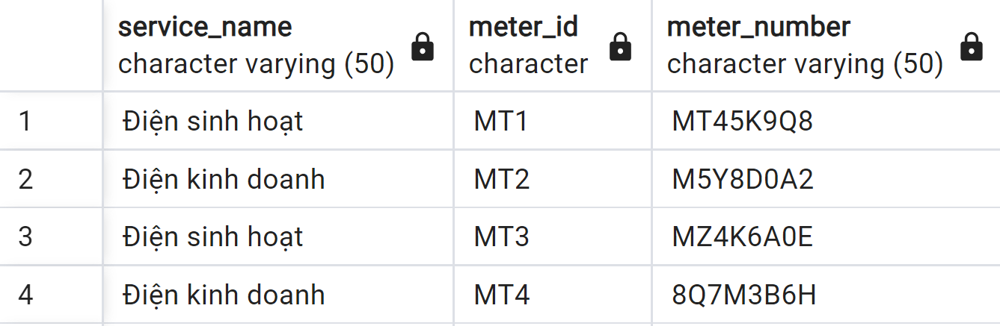 service_name meter_id meter_number
character varying (50) character character varying (50)
1 Điện sinh hoạt MT1 MT45K9Q8
2 Điện kinh doanh MT2 M5Y8D0A2
3 Điện sinh hoạt MT3 MZ4K6A0E
4 Điện kinh doanh MT4 8Q7M3B6H